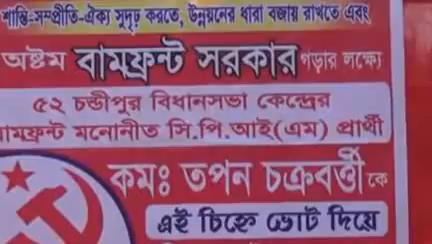 শান্তি-সম্প্রীতি-ঐক্য সুদৃঢ় করতে, উন্নয়নের ধারা বজায় রাখতে এবং
অষ্টম বামফ্রন্ট সরকার গড়ার লক্ষ্যে
৫২ চন্ডীপুর বিধানসভা কেন্দ্রের
বামফ্রন্ট মনোনীত সি.পি.আই(এম) প্রার্থী
কমঃ তপন চক্রবর্ত্তী কে
এই চিহ্নে ভোট দিয়ে